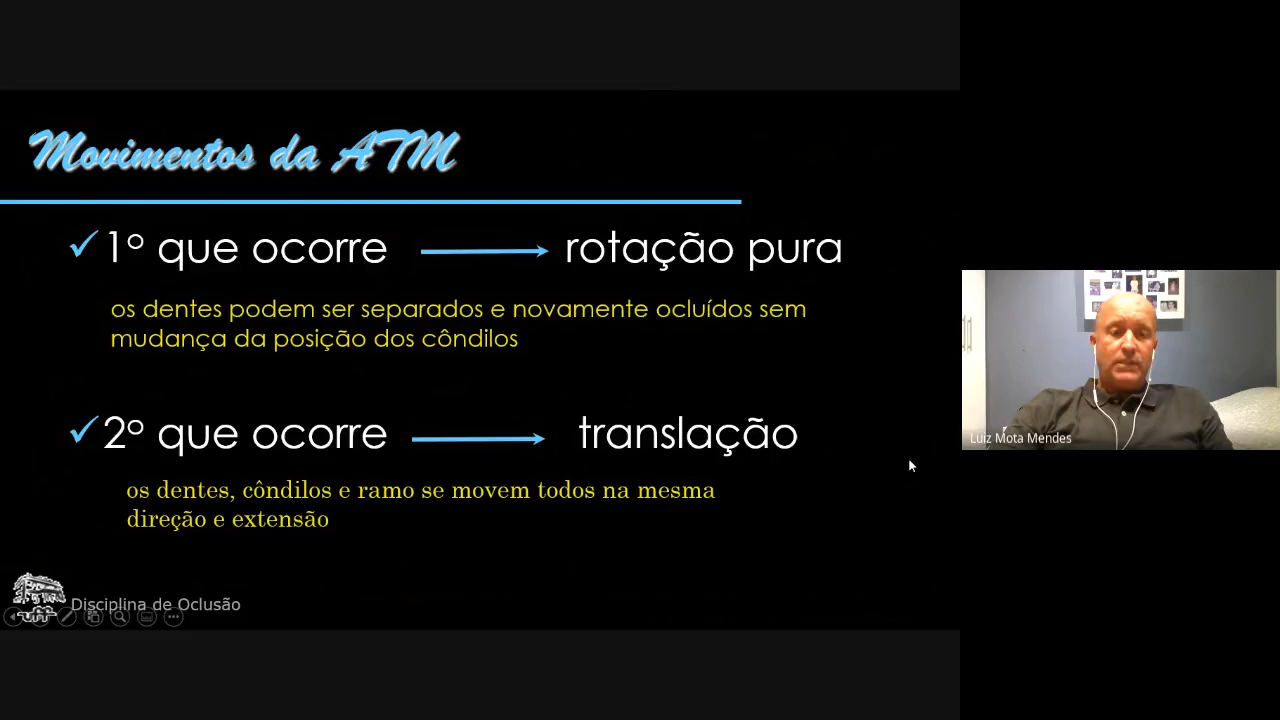 Movimentos da ATM
1º que ocorre rotação pura
os dentes podem ser separados e novamente ocluídos sem
mudança da posição dos côndilos
2º que ocorre translação
os dentes, côndilos e ramo se movem todos na mesma
direção e extensão
uff
Disciplina de Oclusão
Luiz Mota Mendes